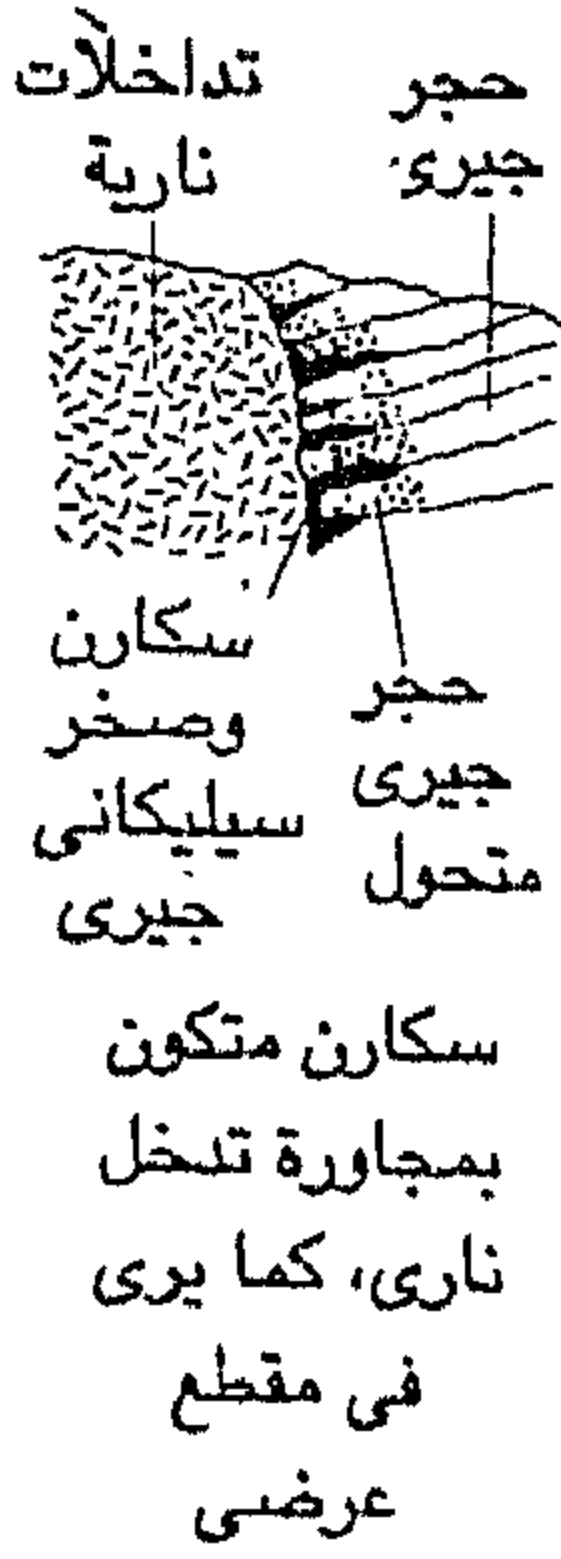 حجر
جيرى
تداخلات
نارية
سكارن
وصخر
سيليكاتى
جيرى
حجر
جيرى
متحول
سكارن متكون
بمجاورة تدخل
نارى، كما يرى
فى مقطع
عرضى